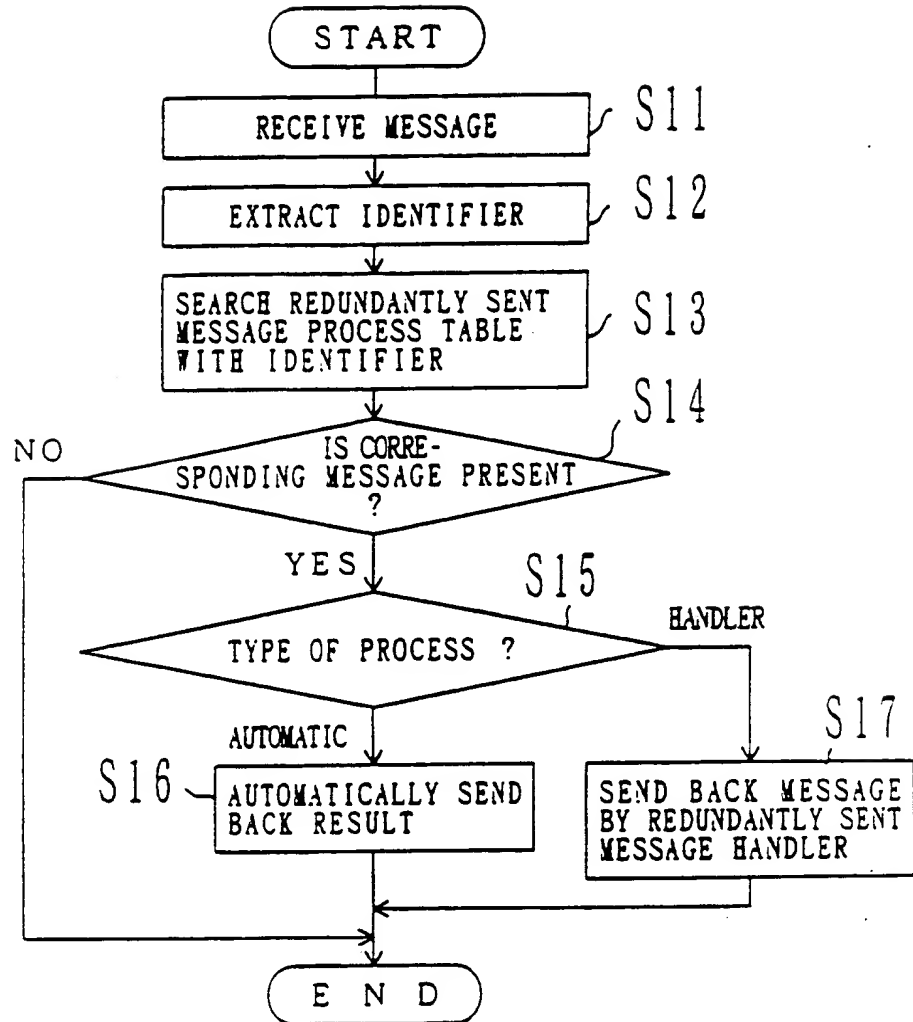 START
RECEIVE MESSAGE
S11
EXTRACT IDENTIFIER
S12
SEARCH REDUNDANTLY SENT
MESSAGE PROCESS TABLE
WITH IDENTIFIER
S13
S14
NO
IS CORRE-
SPONDING MESSAGE PRESENT
?
YES
S15
HANDLER
TYPE OF PROCESS ?
AUTOMATIC
S16
AUTOMATICALLY SEND
BACK RESULT
S17
SEND BACK MESSAGE
BY REDUNDANTLY SENT
MESSAGE HANDLER
END